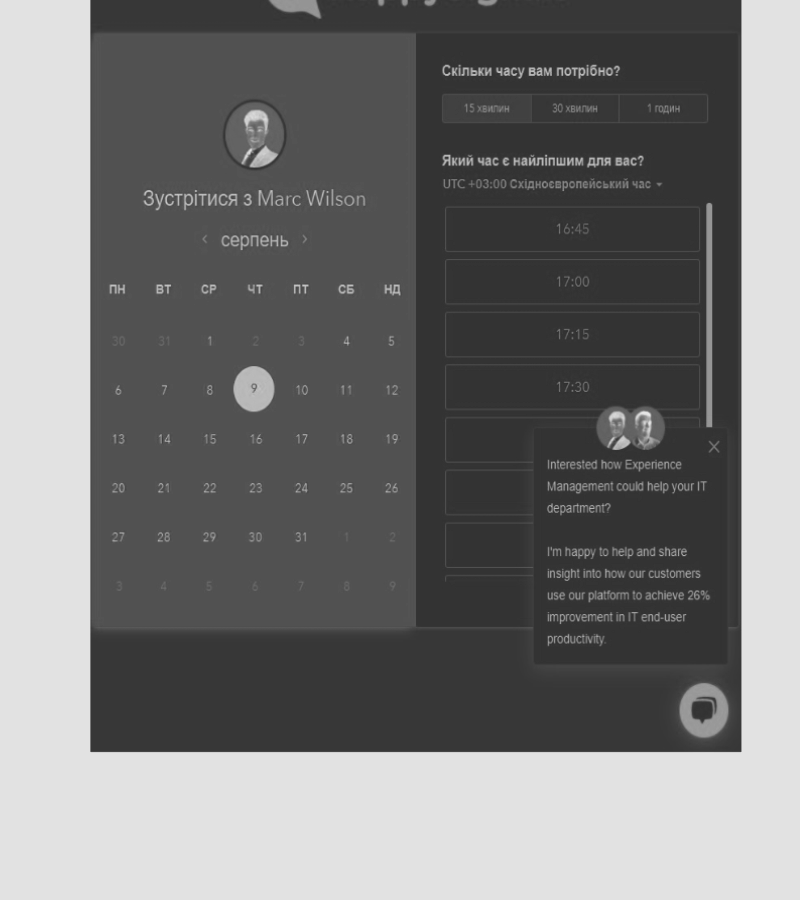 Скільки часу вам потрібно?
15 хвилин 30 хвилин 1 годин
Який час є найліпшим для вас?
UTC +03:00 Східноєвропейський час
Зустрітися з Marc Wilson
‹ серпень ›
ПН ВТ СР ЧТ ПТ СБ НД
30 31 1 2 3 4 5
6 7 8 9 10 11 12
13 14 15 16 17 18 19
20 21 22 23 24 25 26
27 28 29 30 31 1 2
3 4 5 6 7 8 9
16:45
17:00
17:15
17:30
Interested how Experience
Management could help your IT
department?
I'm happy to help and share
insight into how our customers
use our platform to achieve 26%
improvement in IT end-user
productivity.